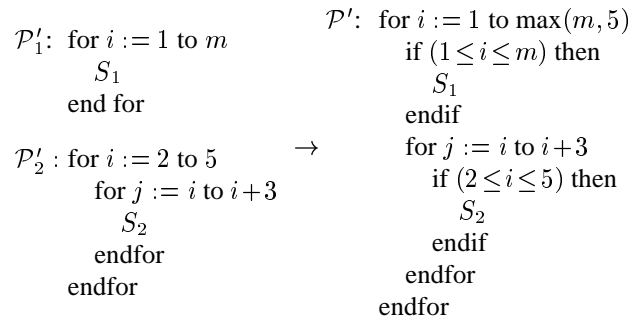 𝒫′₁: for i := 1 to m
S₁
end for
𝒫′₂ : for i := 2 to 5
for j := i to i+3
S₂
endfor
endfor
→
𝒫′: for i := 1 to max(m, 5)
if (1 ≤ i ≤ m) then
S₁
endif
for j := i to i+3
if (2 ≤ i ≤ 5) then
S₂
endif
endfor
endfor